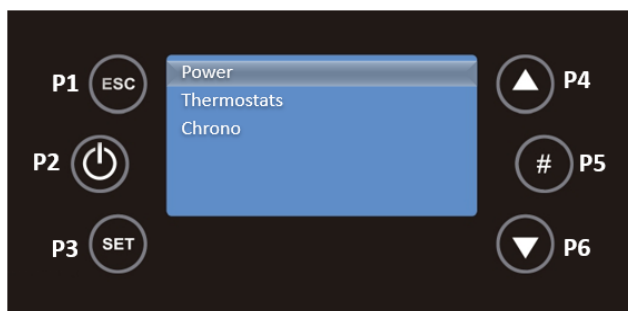 P1 ESC
Power
P4
Thermostats
Chrono
P2
# P5
P3 SET
P6